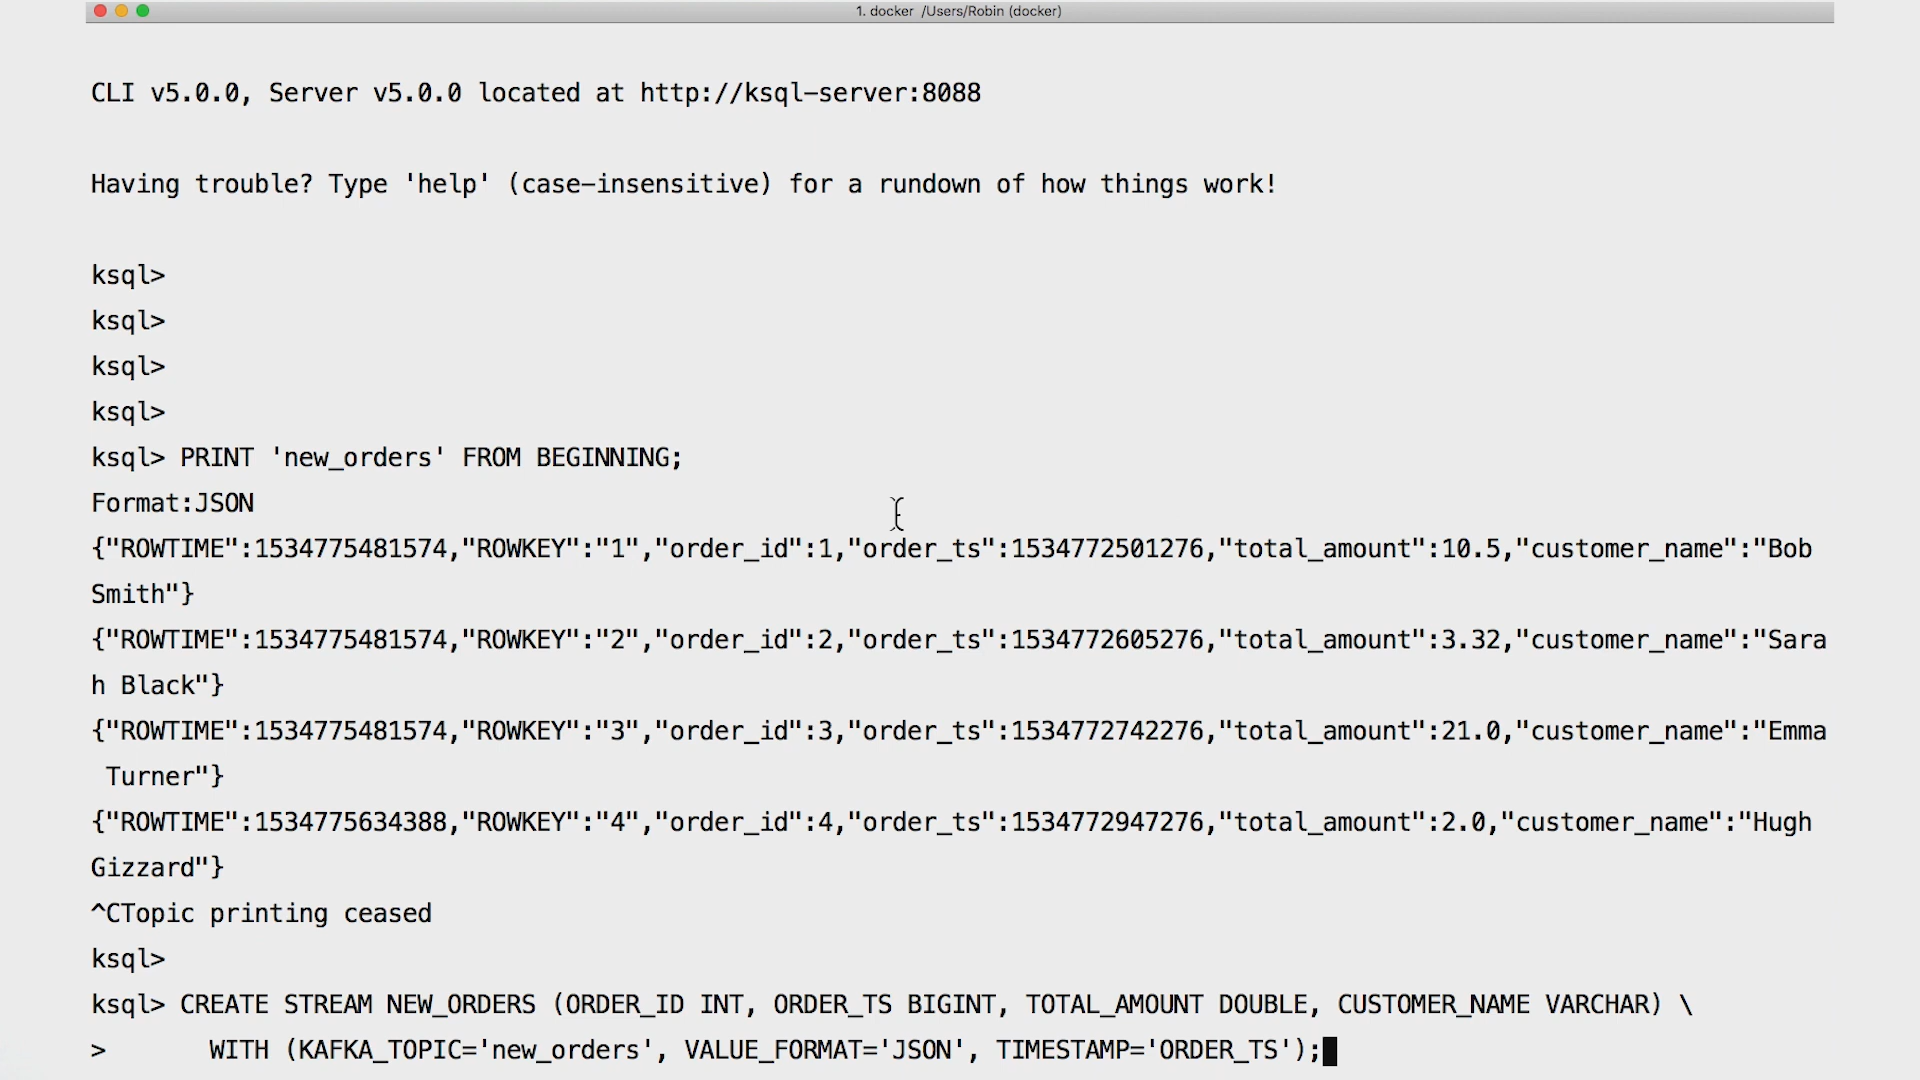 1. docker /Users/Robin (docker)
CLI v5.0.0, Server v5.0.0 located at http://ksql-server:8088
Having trouble? Type 'help' (case-insensitive) for a rundown of how things work!
ksql>
ksql>
ksql>
ksql>
ksql> PRINT 'new_orders' FROM BEGINNING;
Format:JSON
{"ROWTIME":1534775481574,"ROWKEY":"1","order_id":1,"order_ts":1534772501276,"total_amount":10.5,"customer_name":"Bob
Smith"}
{"ROWTIME":1534775481574,"ROWKEY":"2","order_id":2,"order_ts":1534772605276,"total_amount":3.32,"customer_name":"Sara
h Black"}
{"ROWTIME":1534775481574,"ROWKEY":"3","order_id":3,"order_ts":1534772742276,"total_amount":21.0,"customer_name":"Emma
 Turner"}
{"ROWTIME":1534775634388,"ROWKEY":"4","order_id":4,"order_ts":1534772947276,"total_amount":2.0,"customer_name":"Hugh
Gizzard"}
^CTopic printing ceased
ksql>
ksql> CREATE STREAM NEW_ORDERS (ORDER_ID INT, ORDER_TS BIGINT, TOTAL_AMOUNT DOUBLE, CUSTOMER_NAME VARCHAR) \
>       WITH (KAFKA_TOPIC='new_orders', VALUE_FORMAT='JSON', TIMESTAMP='ORDER_TS');